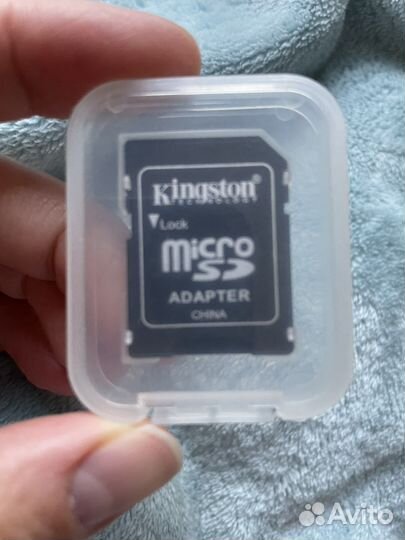 Kingston
TECHNOLOGY
Lock
micro
SD
ADAPTER
CHINA
Avito